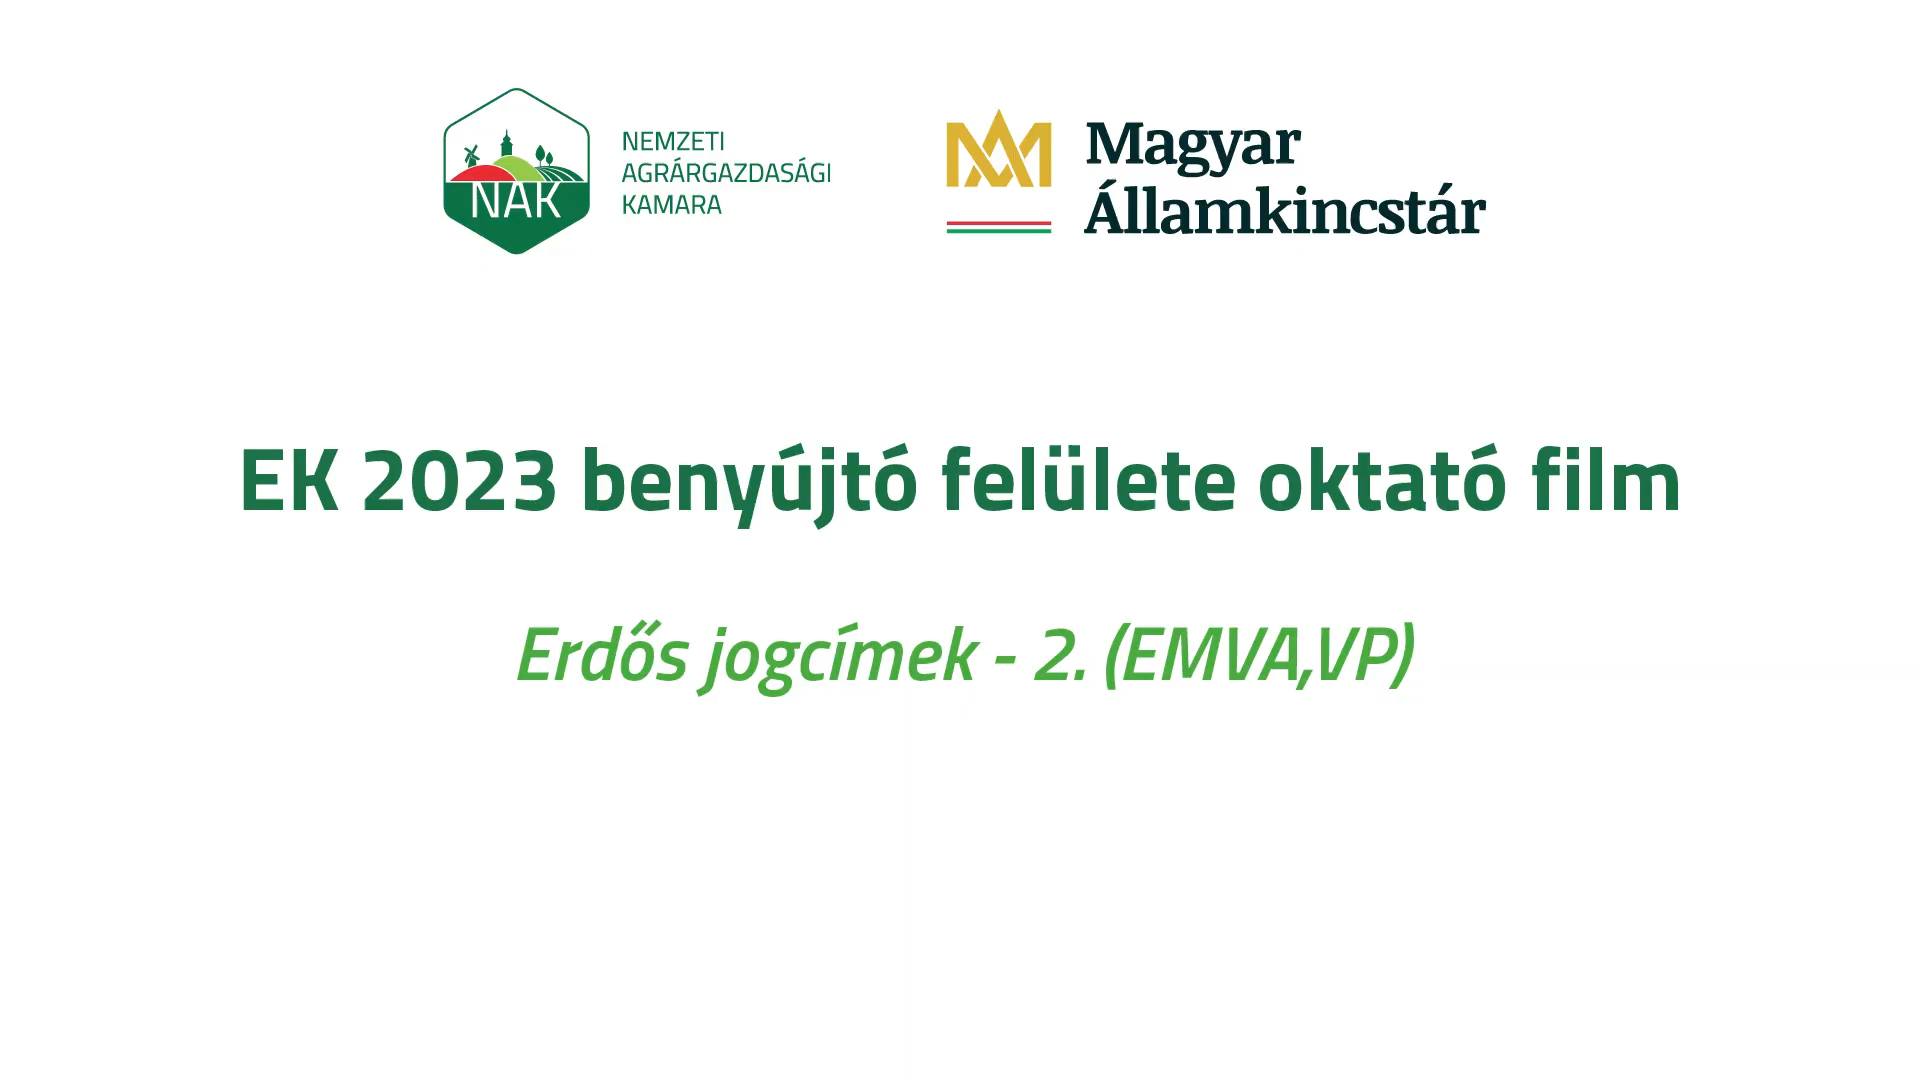 NAK
NEMZETI
AGRÁRGAZDASÁGI
KAMARA
Magyar
Államkincstár
EK 2023 benyújtó felülete oktató film
Erdős jogcímek - 2. (EMVA,VP)